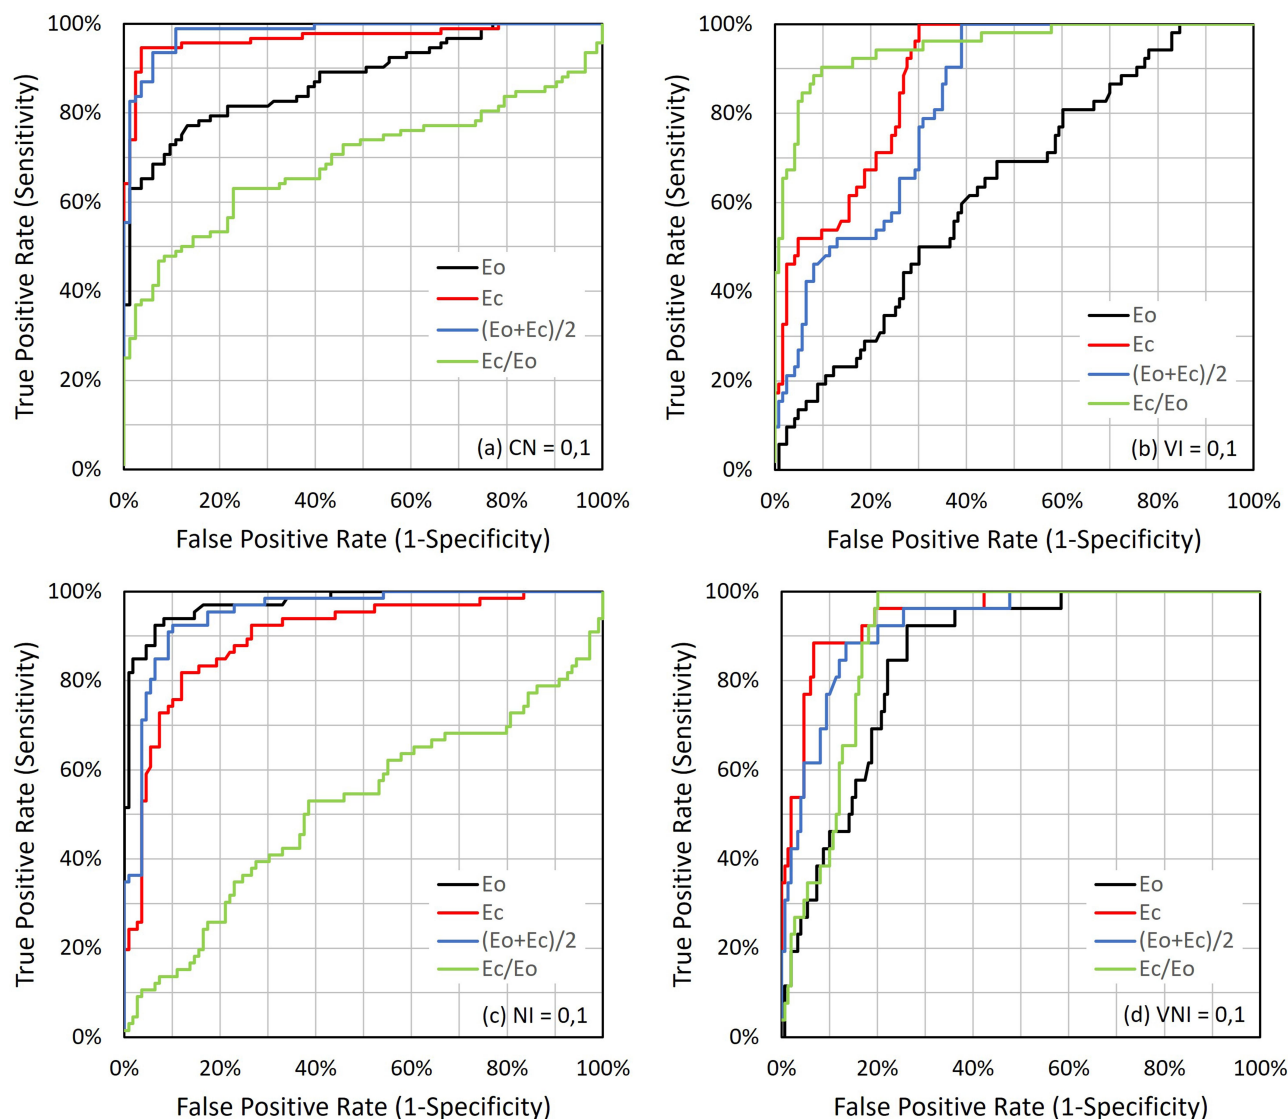 100%
80%
60%
40%
20%
0%
True Positive Rate (Sensitivity)
Eo
Ec
(Eo+Ec)/2
Ec/Eo
(a) CN = 0,1
0%
20%
40%
60%
80%
100%
False Positive Rate (1-Specificity)
100%
80%
60%
40%
20%
0%
True Positive Rate (Sensitivity)
Eo
Ec
(Eo+Ec)/2
Ec/Eo
(b) VI = 0,1
0%
20%
40%
60%
80%
100%
False Positive Rate (1-Specificity)
100%
80%
60%
40%
20%
0%
True Positive Rate (Sensitivity)
Eo
Ec
(Eo+Ec)/2
Ec/Eo
(c) NI = 0,1
0%
20%
40%
60%
80%
100%
False Positive Rate (1-Specificity)
100%
80%
60%
40%
20%
0%
True Positive Rate (Sensitivity)
Eo
Ec
(Eo+Ec)/2
Ec/Eo
(d) VNI = 0,1
0%
20%
40%
60%
80%
100%
False Positive Rate (1-Specificity)